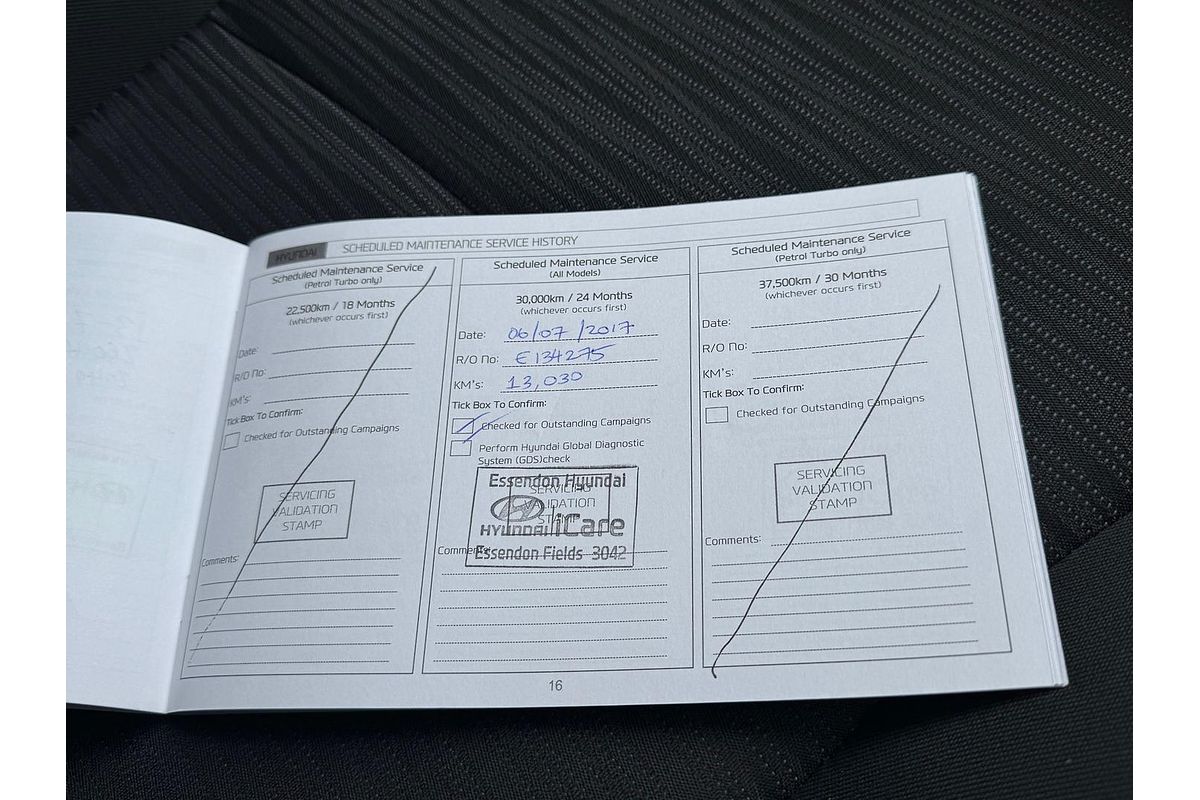 HYUNDAI SCHEDULED MAINTENANCE SERVICE HISTORY
Scheduled Maintenance Service
(Petrol Turbo only)
22,500km / 18 Months
(whichever occurs first)
Date:
R/O No:
KM's:
Tick Box To Confirm:
Checked for Outstanding Campaigns
SERVICING
VALIDATION
STAMP
Comments:
Scheduled Maintenance Service
(All Models)
30,000km / 24 Months
(whichever occurs first)
Date: 06/07/2017
R/O No: E134275
KM's: 13,030
Tick Box To Confirm:
Checked for Outstanding Campaigns
Perform Hyundai Global Diagnostic
System (GDS)check
Essendon Hyundai
SERVICING
VALIDATION
STAMP
HYUNDAI iCare
Comments:
Essendon Fields 3042
Scheduled Maintenance Service
(Petrol Turbo only)
37,500km / 30 Months
(whichever occurs first)
Date:
R/O No:
KM's:
Tick Box To Confirm:
Checked for Outstanding Campaigns
SERVICING
VALIDATION
STAMP
Comments:
16